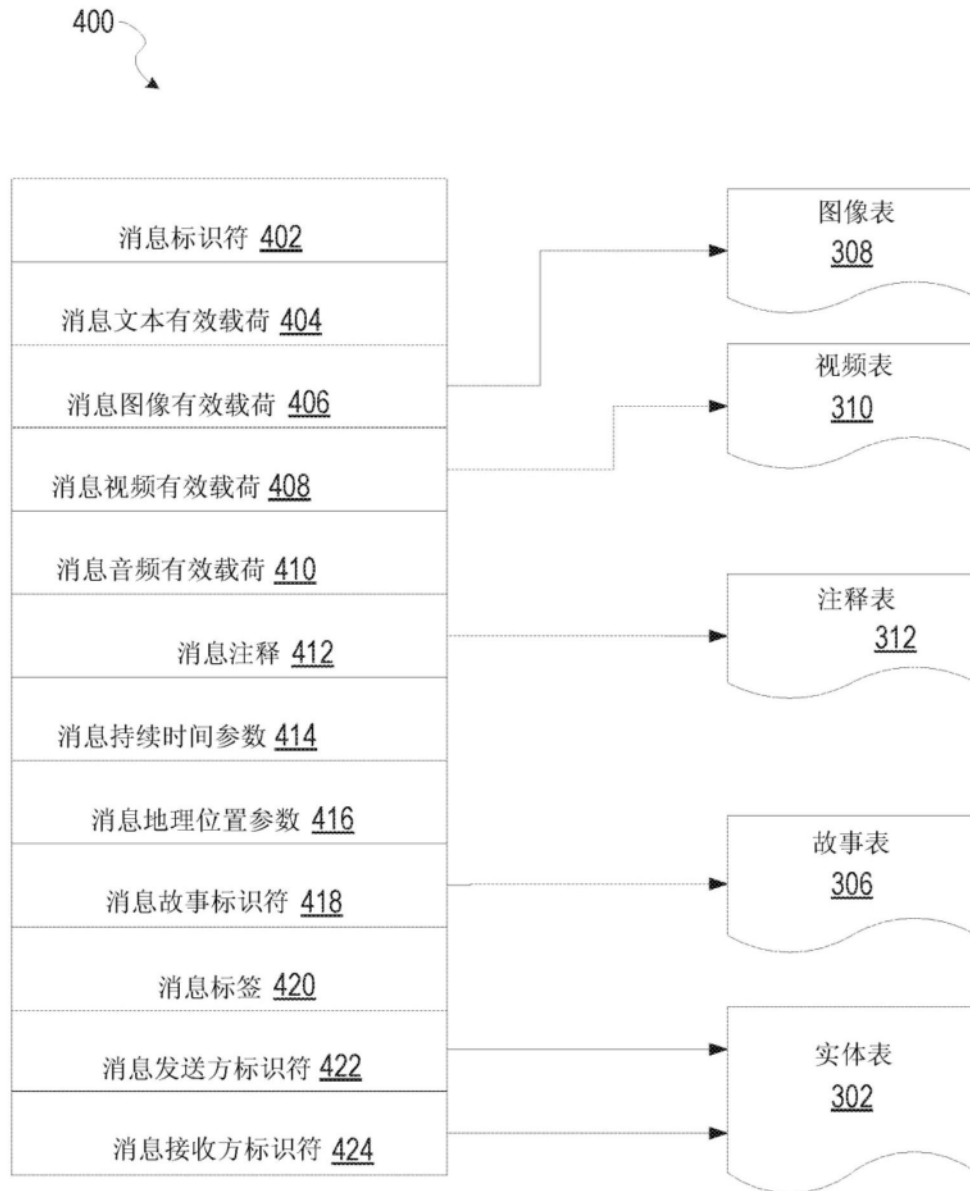 400
消息标识符 402
消息文本有效载荷 404
消息图像有效载荷 406
消息视频有效载荷 408
消息音频有效载荷 410
消息注释 412
消息持续时间参数 414
消息地理位置参数 416
消息故事标识符 418
消息标签 420
消息发送方标识符 422
消息接收方标识符 424
图像表
308
视频表
310
注释表
312
故事表
306
实体表
302